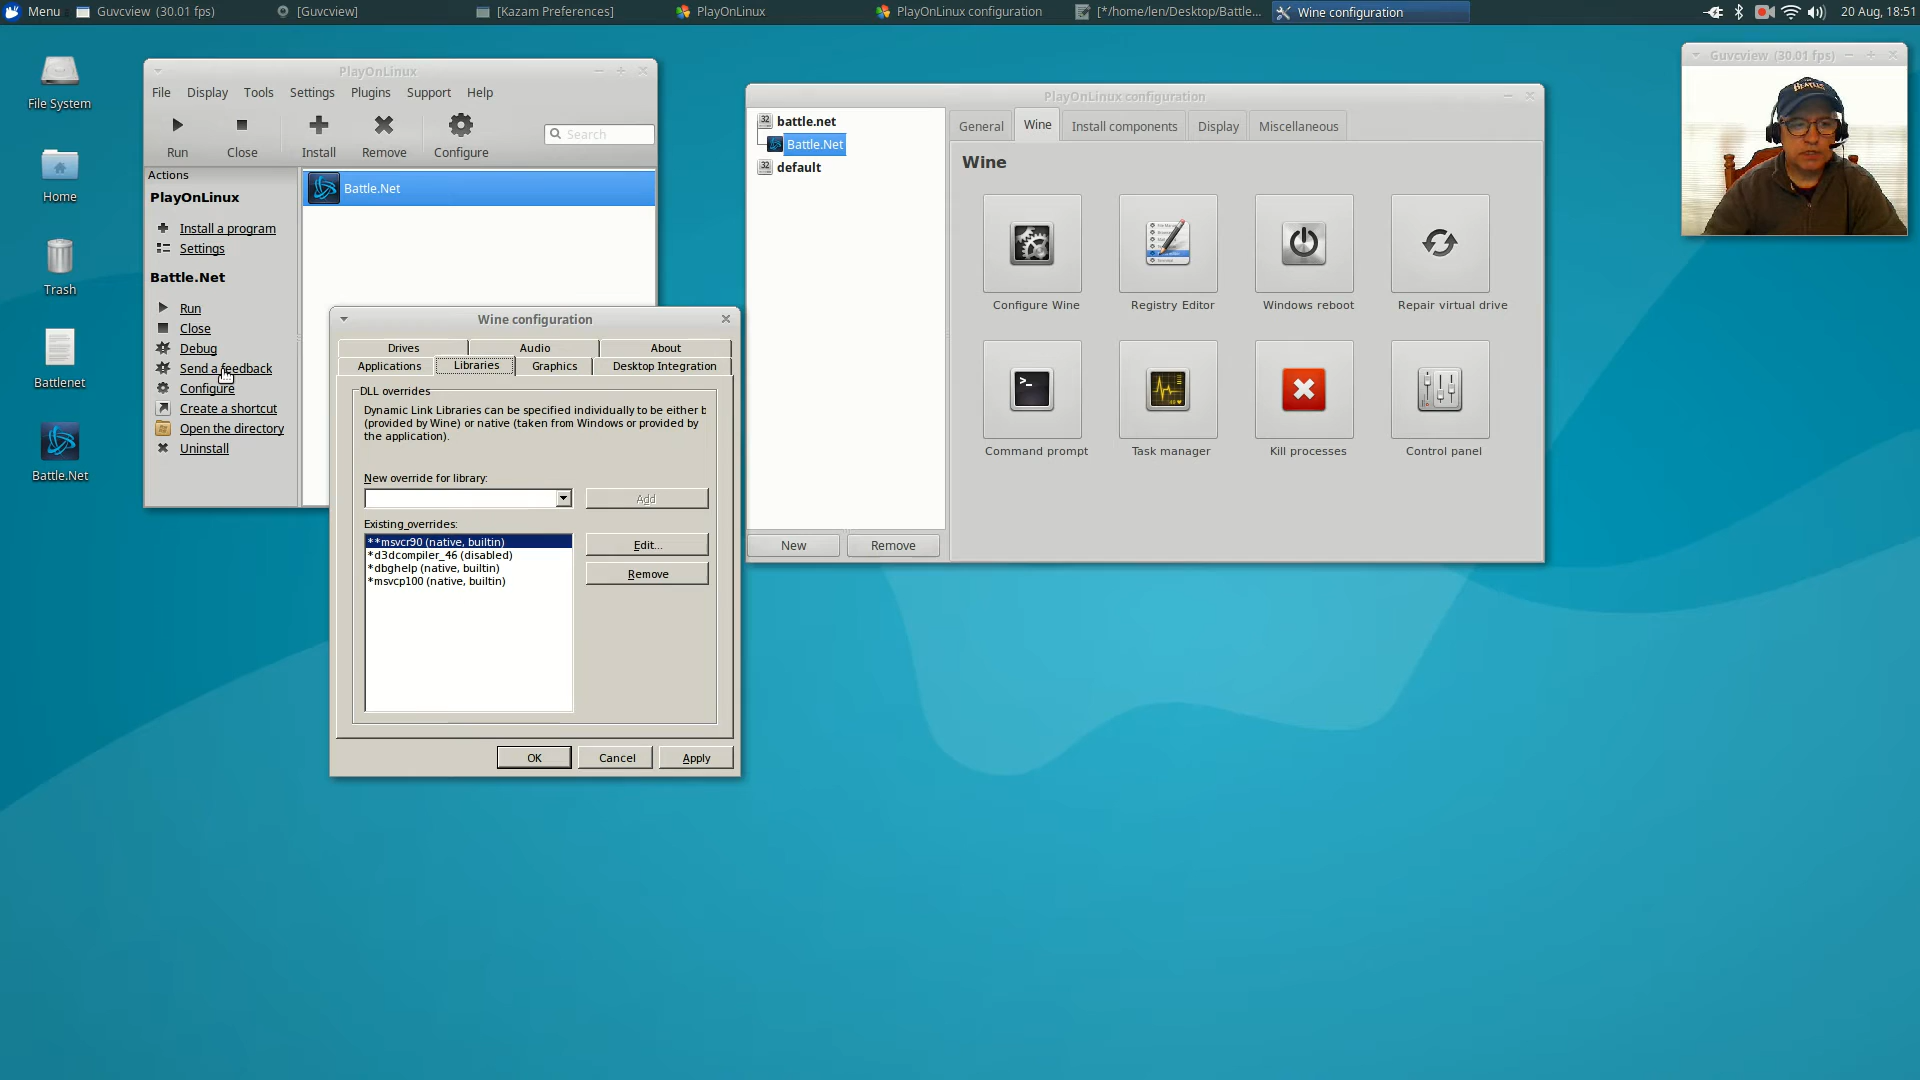 Menu
Guvcview (30.01 fps)
[Guvcview]
[Kazam Preferences]
PlayOnLinux
PlayOnLinux configuration
[*/home/len/Desktop/Battle...
Wine configuration
20 Aug, 18:51
File System
Home
Trash
Battlenet
Battle.Net
PlayOnLinux
File Display Tools Settings Plugins Support Help
Run Close Install Remove Configure
Search
Actions
PlayOnLinux
Install a program
Settings
Battle.Net
Run
Close
Debug
Send a feedback
Configure
Create a shortcut
Open the directory
Uninstall
Battle.Net
Wine configuration
Drives Audio About
Applications Libraries Graphics Desktop Integration
DLL overrides
Dynamic Link Libraries can be specified individually to be either b
(provided by Wine) or native (taken from Windows or provided by
the application).
New override for library:
Add
Existing overrides:
**msvcr90 (native, builtin)
*d3dcompiler_46 (disabled)
*dbghelp (native, builtin)
*msvcp100 (native, builtin)
Edit...
Remove
OK Cancel Apply
PlayOnLinux configuration
32 battle.net
Battle.Net
32 default
New Remove
General Wine Install components Display Miscellaneous
Wine
Configure Wine Registry Editor Windows reboot Repair virtual drive
Command prompt Task manager Kill processes Control panel
Guvcview (30.01 fps)